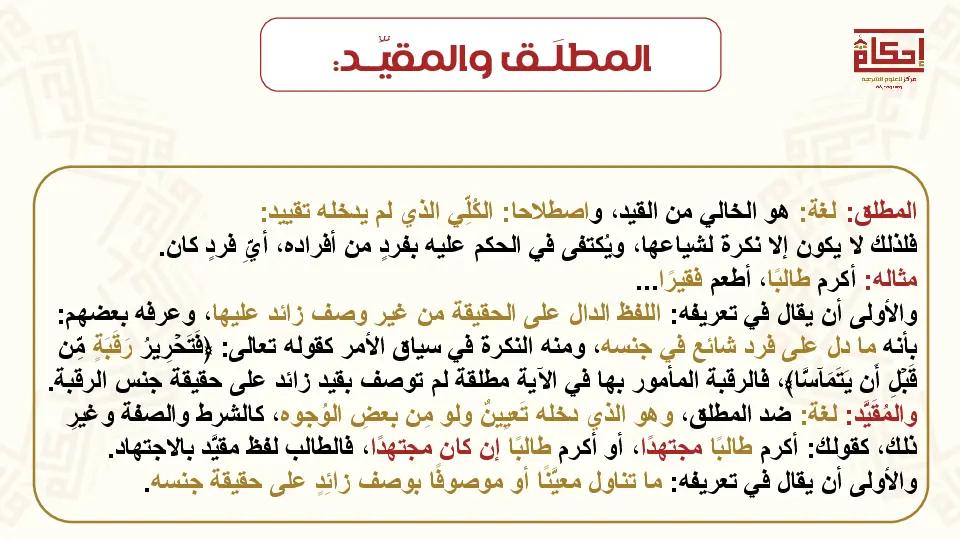 المطلَق والمقيَّد:
إحكام
مركز للعلوم الشرعية
المطلق: لغة: هو الخالي من القيد، واصطلاحا: الكُلِّي الذي لم يدخله تقييد:
فلذلك لا يكون إلا نكرة لشياعها، ويُكتفى في الحكم عليه بفردٍ من أفراده، أيِّ فردٍ كان.
مثاله: أكرم طالبًا، أطعم فقيرًا...
والأولى أن يقال في تعريفه: اللفظ الدال على الحقيقة من غير وصف زائد عليها، وعرفه بعضهم:
بأنه ما دل على فرد شائع في جنسه، ومنه النكرة في سياق الأمر كقوله تعالى: ﴿فَتَحۡرِيرُ رَقَبَةٖ مِّن
قَبۡلِ أَن يَتَمَآسَّا﴾، فالرقبة المأمور بها في الآية مطلقة لم توصف بقيد زائد على حقيقة جنس الرقبة.
والمُقَيَّد: لغة: ضد المطلق، وهو الذي دخله تَعيِينٌ ولو مِن بعضِ الوُجوه، كالشرط والصفة وغيرِ
ذلك، كقولك: أكرم طالبًا مجتهدًا، أو أكرم طالبًا إن كان مجتهدًا، فالطالب لفظ مقيَّد بالاجتهاد.
والأولى أن يقال في تعريفه: ما تناول معيَّنًا أو موصوفًا بوصف زائِدٍ على حقيقة جنسه.